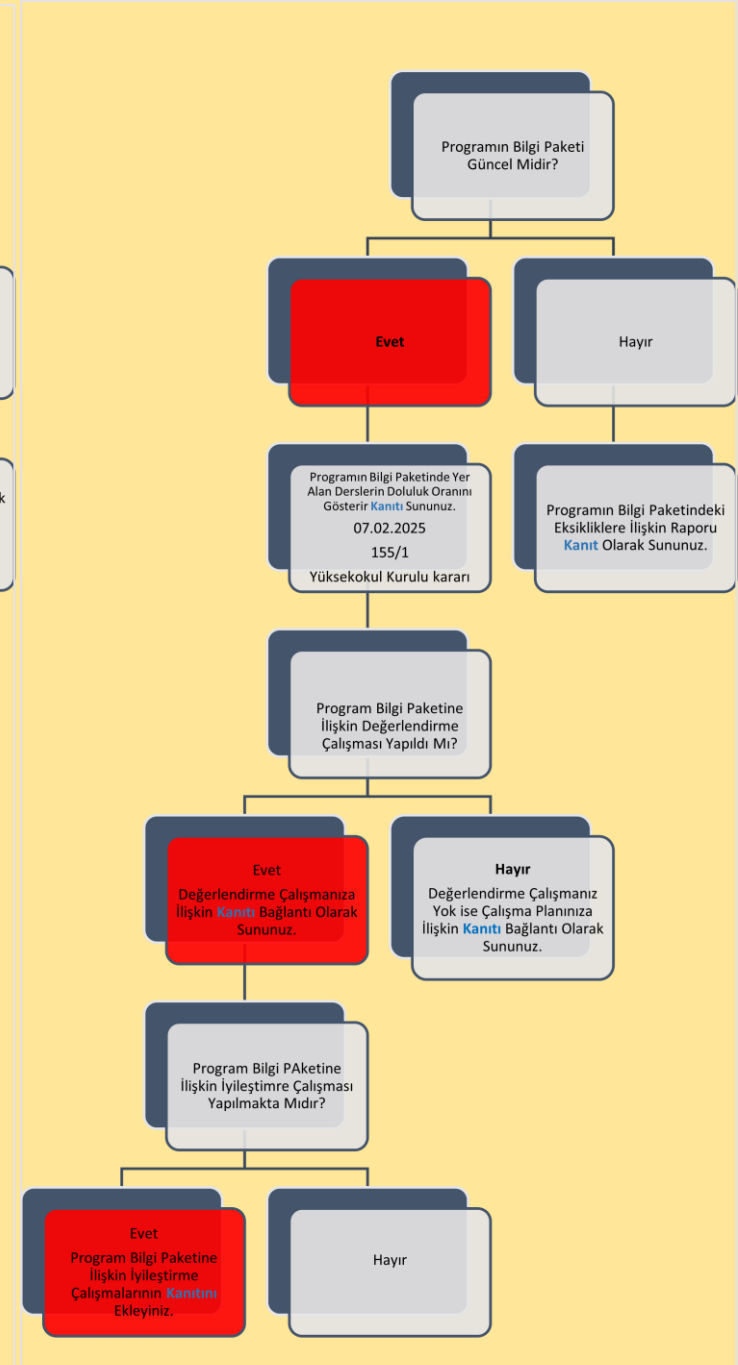 Programın Bilgi Paketi
Güncel Midir?
Evet
Hayır
Programın Bilgi Paketinde Yer
Alan Derslerin Doluluk Oranını
Gösterir Kanıtı Sununuz.
07.02.2025
155/1
Yüksekokul Kurulu kararı
Programın Bilgi Paketindeki
Eksikliklere İlişkin Raporu
Kanıt Olarak Sununuz.
k
Program Bilgi Paketine
İlişkin Değerlendirme
Çalışması Yapıldı Mı?
Evet
Değerlendirme Çalışmanıza
İlişkin Kanıtı Bağlantı Olarak
Sununuz.
Hayır
Değerlendirme Çalışmanız
Yok ise Çalışma Planınıza
İlişkin Kanıtı Bağlantı Olarak
Sununuz.
Program Bilgi PAketine
İlişkin İyileştimre Çalışması
Yapılmakta Mıdır?
Evet
Program Bilgi Paketine
İlişkin İyileştirme
Çalışmalarının Kanıtını
Ekleyiniz.
Hayır